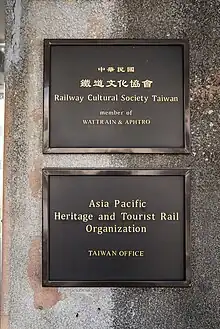 中華民國
鐵道文化協會
Railway Cultural Society Taiwan
member of
WATTRAIN & APHTRO
Asia Pacific
Heritage and Tourist Rail
Organization
TAIWAN OFFICE